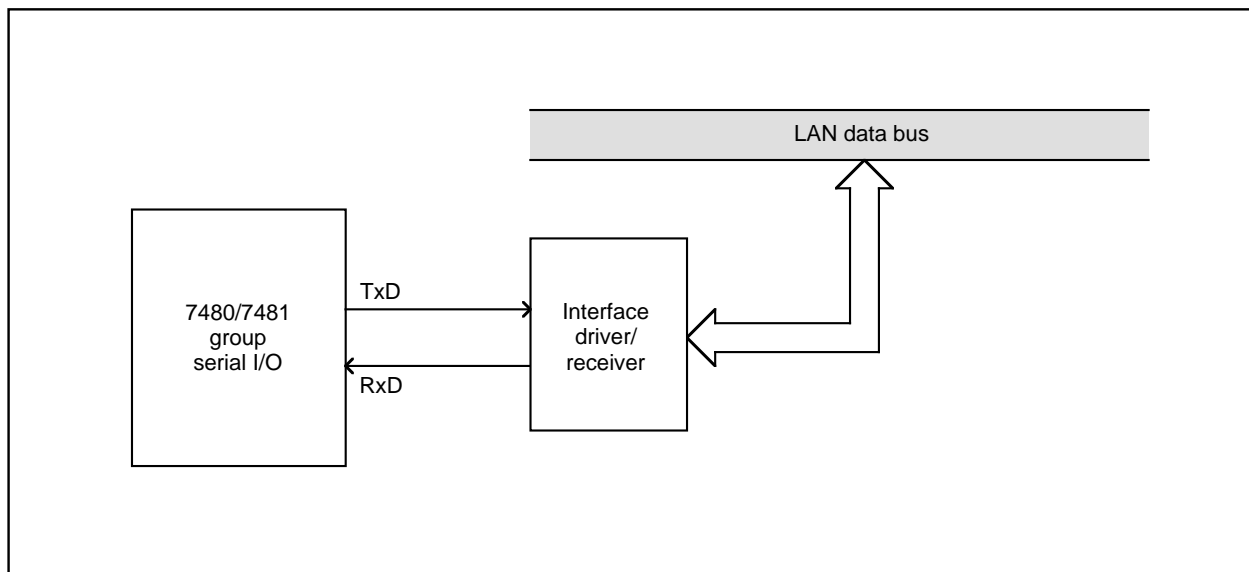 LAN data bus
TxD
7480/7481
group
serial I/O
Interface
driver/
receiver
RxD